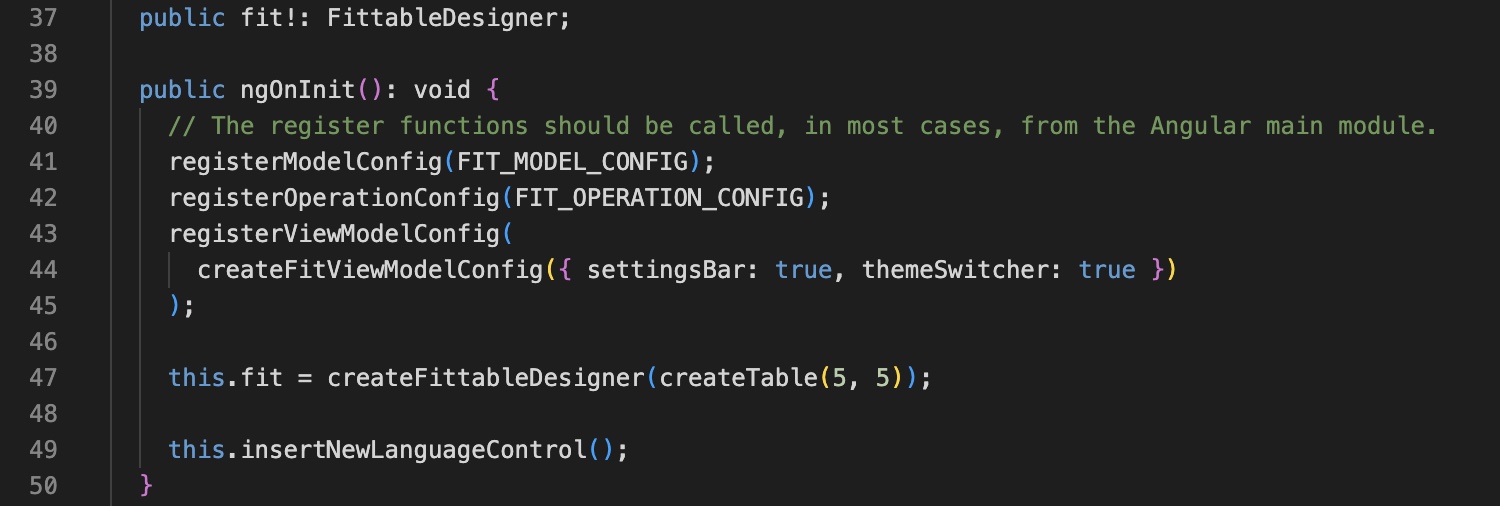 37 public fit!: FittableDesigner;
38
39 public ngOnInit(): void {
40 // The register functions should be called, in most cases, from the Angular main module.
41 registerModelConfig(FIT_MODEL_CONFIG);
42 registerOperationConfig(FIT_OPERATION_CONFIG);
43 registerViewModelConfig(
44 createFitViewModelConfig({ settingsBar: true, themeSwitcher: true })
45 );
46
47 this.fit = createFittableDesigner(createTable(5, 5));
48
49 this.insertNewLanguageControl();
50 }